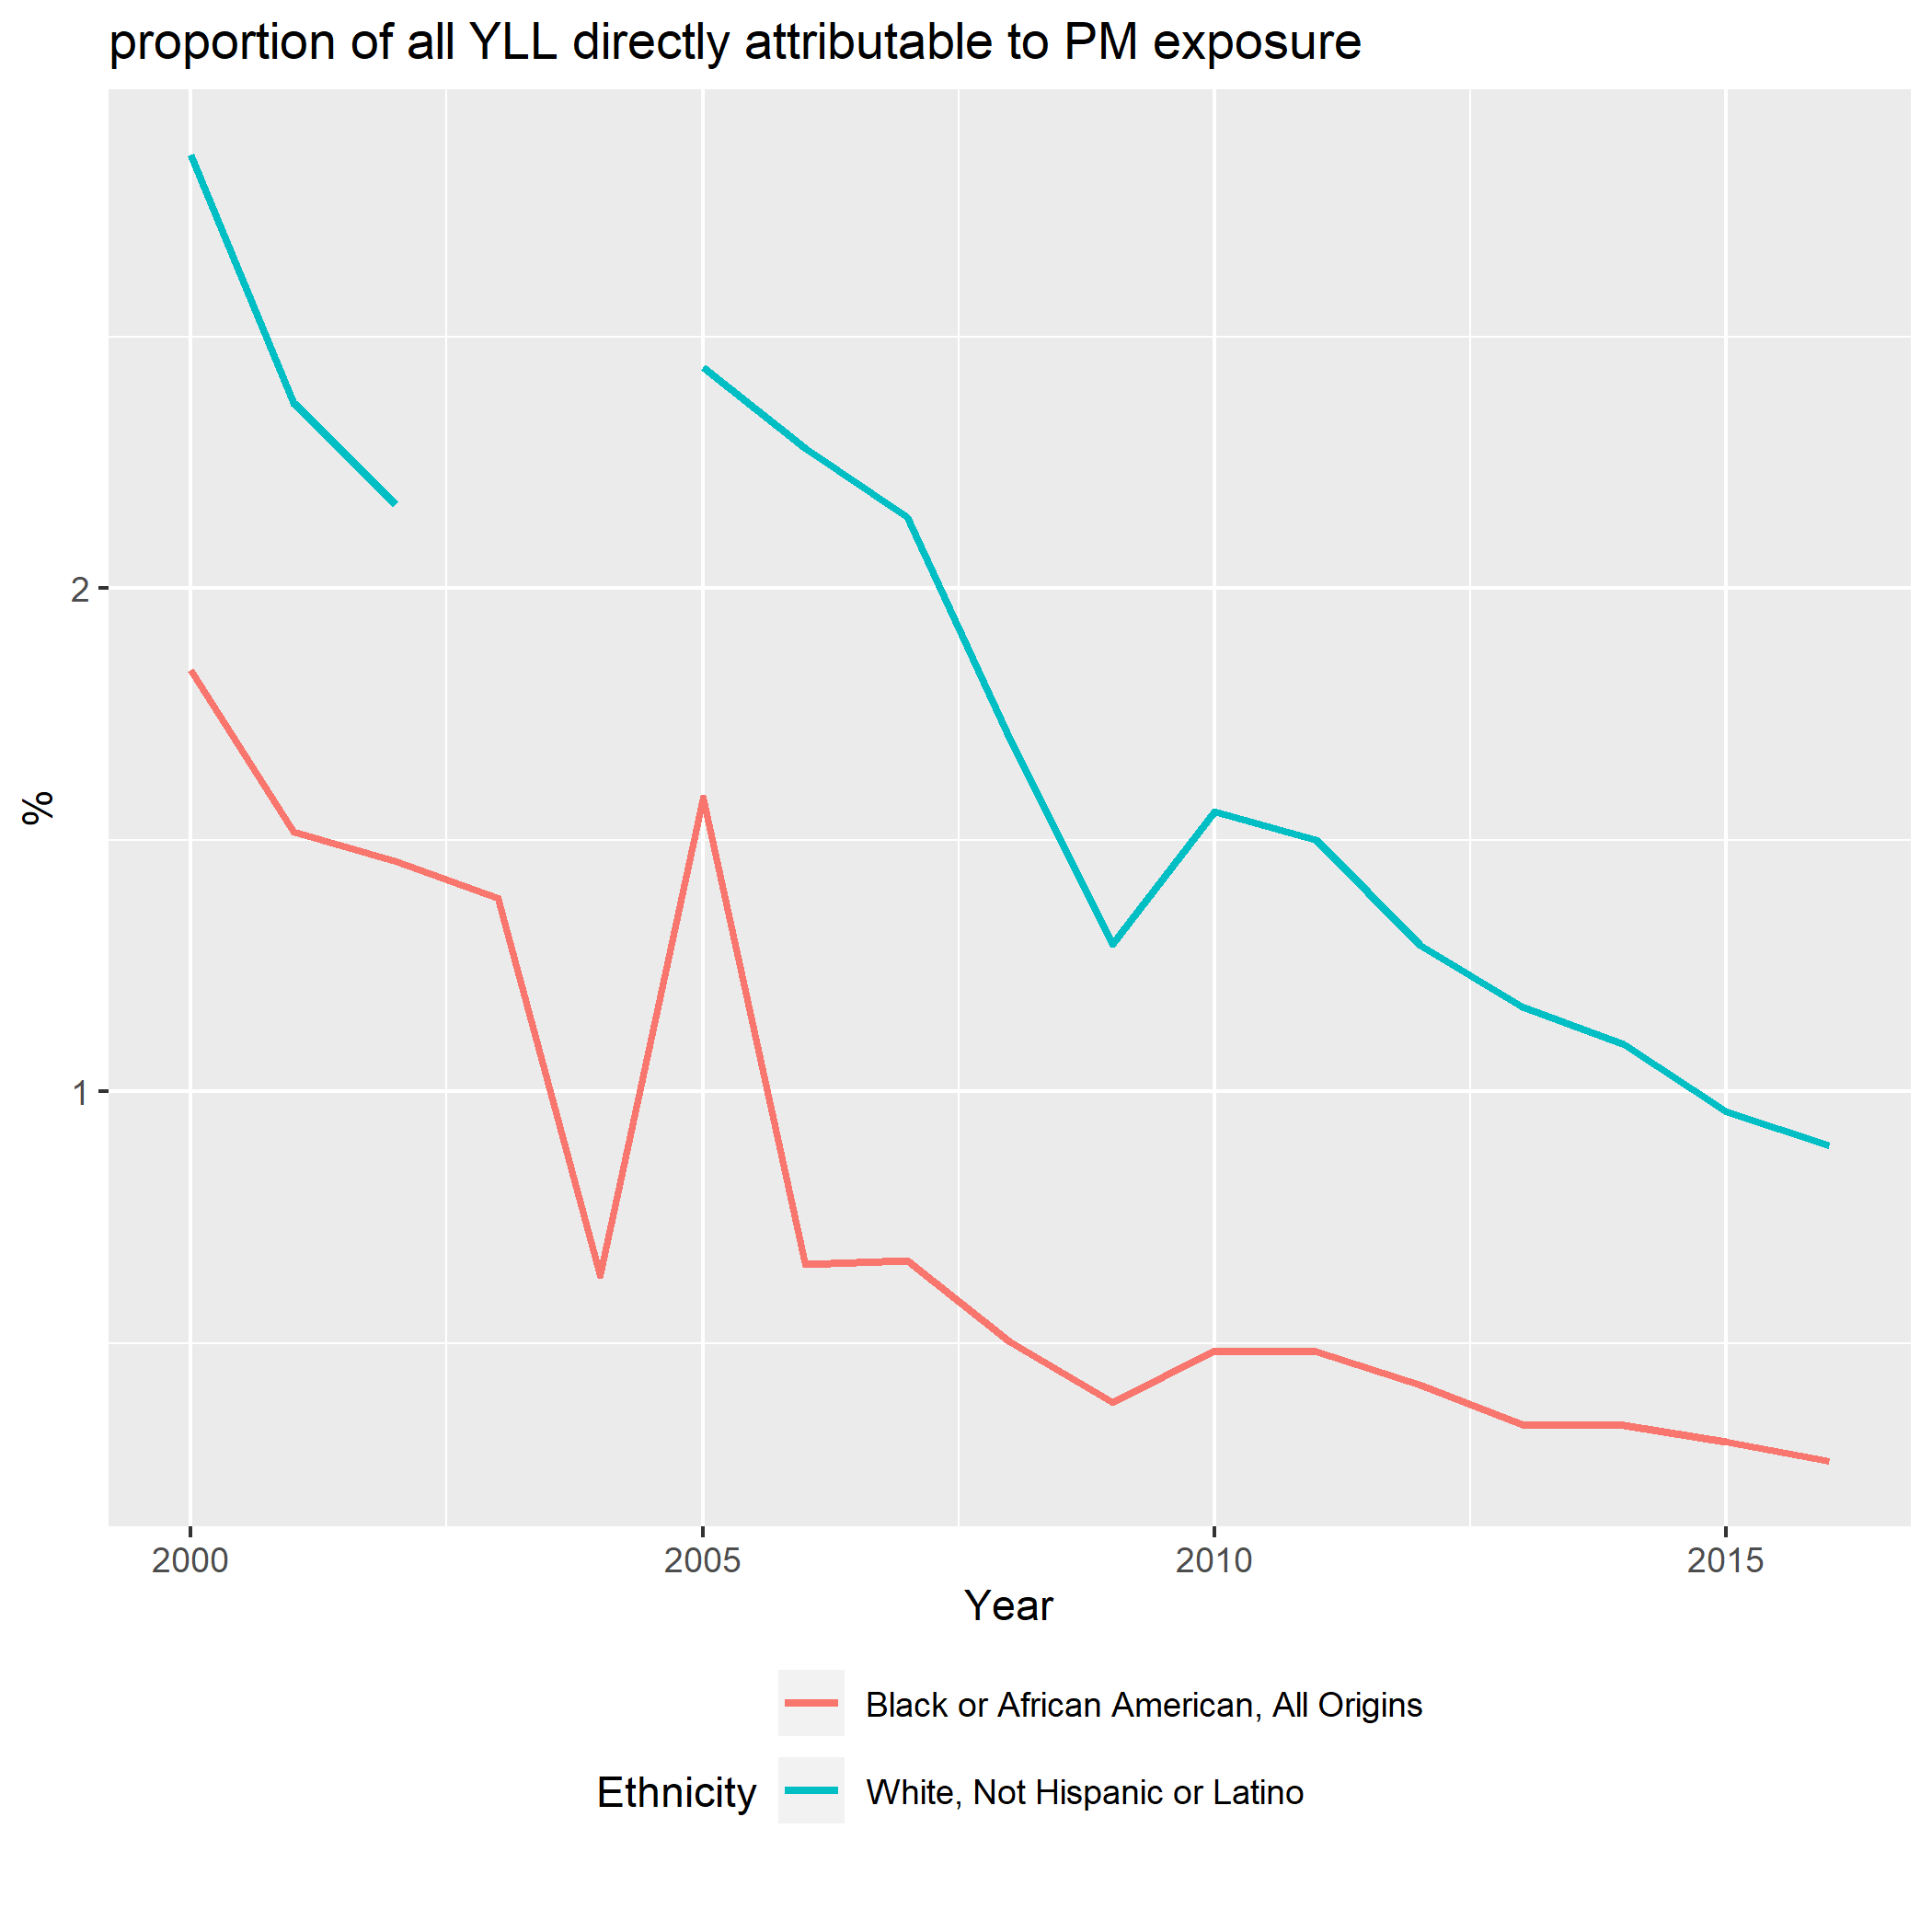 proportion of all YLL directly attributable to PM exposure
%
2
1
2000 2005 2010 2015
Year
Ethnicity
Black or African American, All Origins
White, Not Hispanic or Latino